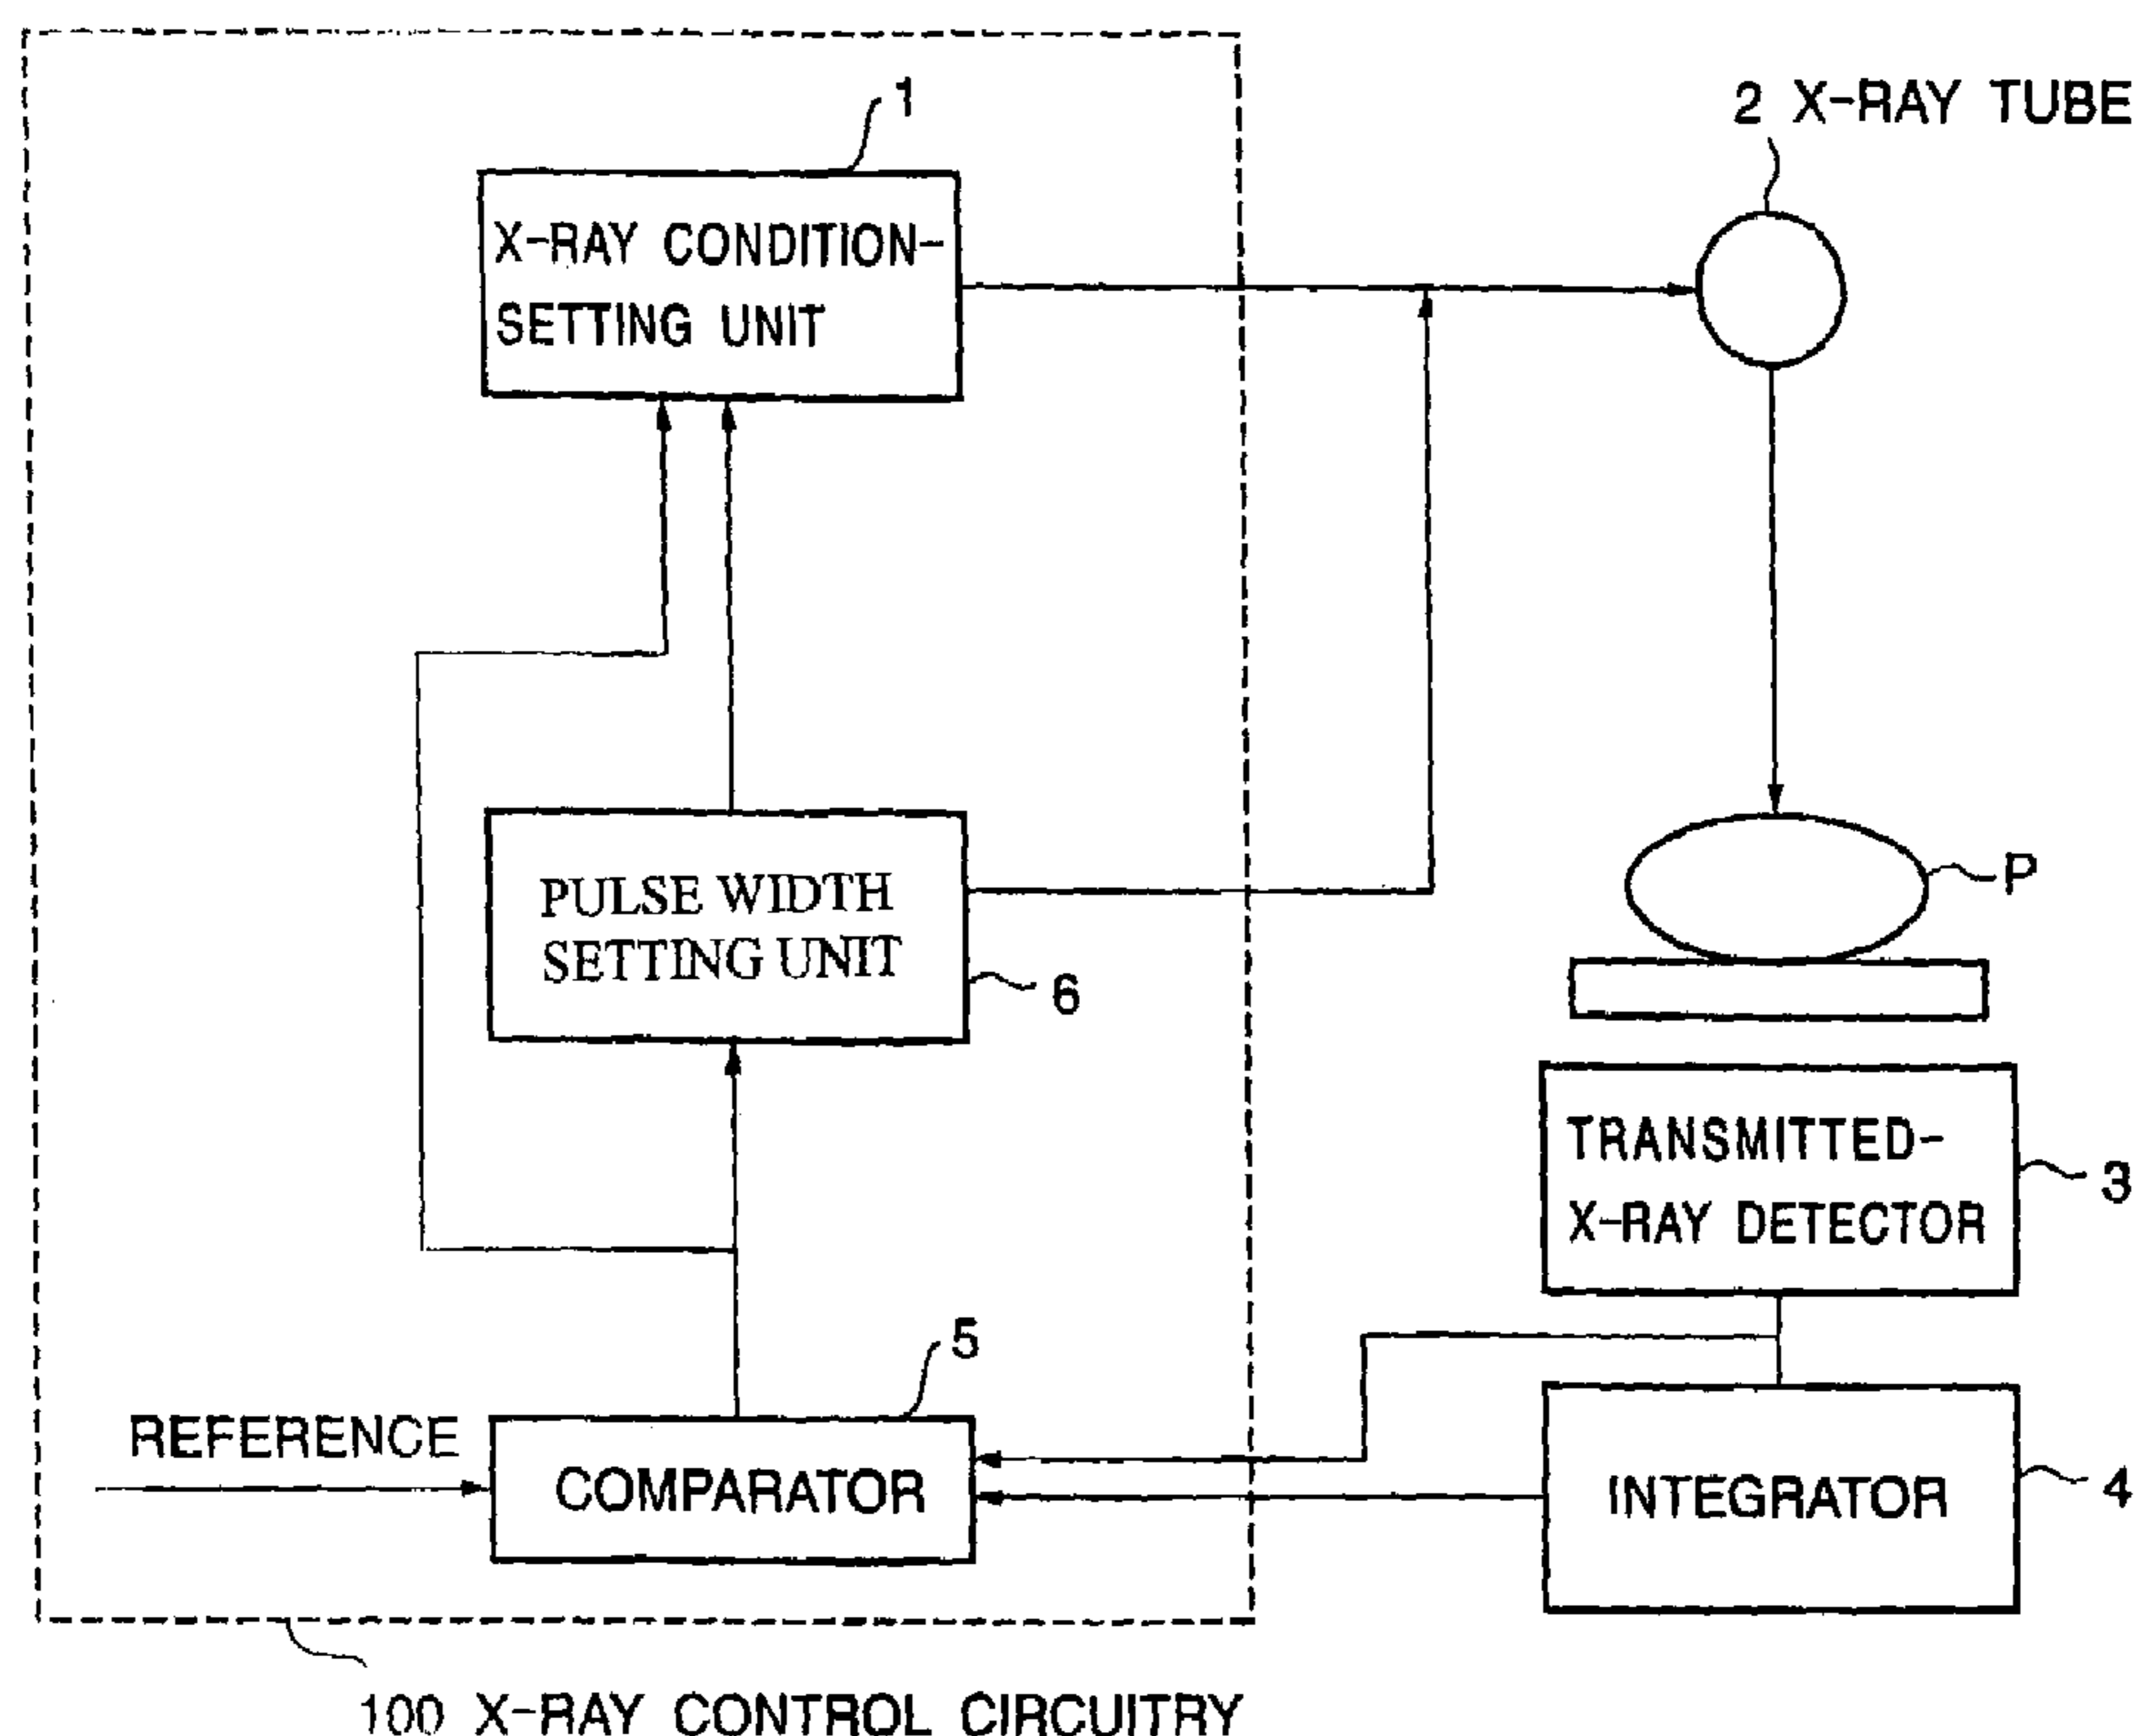 1
2 X-RAY TUBE
X-RAY CONDITION-
SETTING UNIT
PULSE WIDTH
SETTING UNIT
6
P
TRANSMITTED-
X-RAY DETECTOR
3
5
REFERENCE
COMPARATOR
INTEGRATOR
4
100 X-RAY CONTROL CIRCUITRY